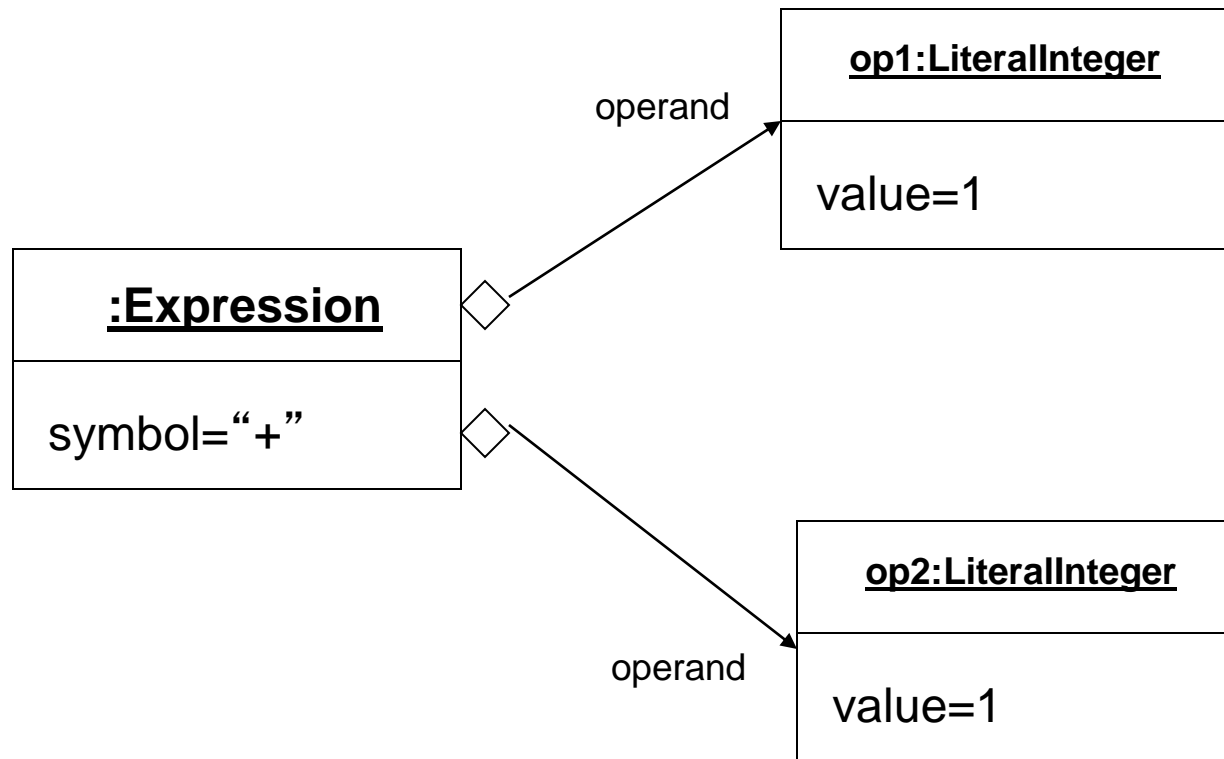 op1:LiteralInteger
operand
value=1
:Expression
symbol=“+”
op2:LiteralInteger
operand
value=1